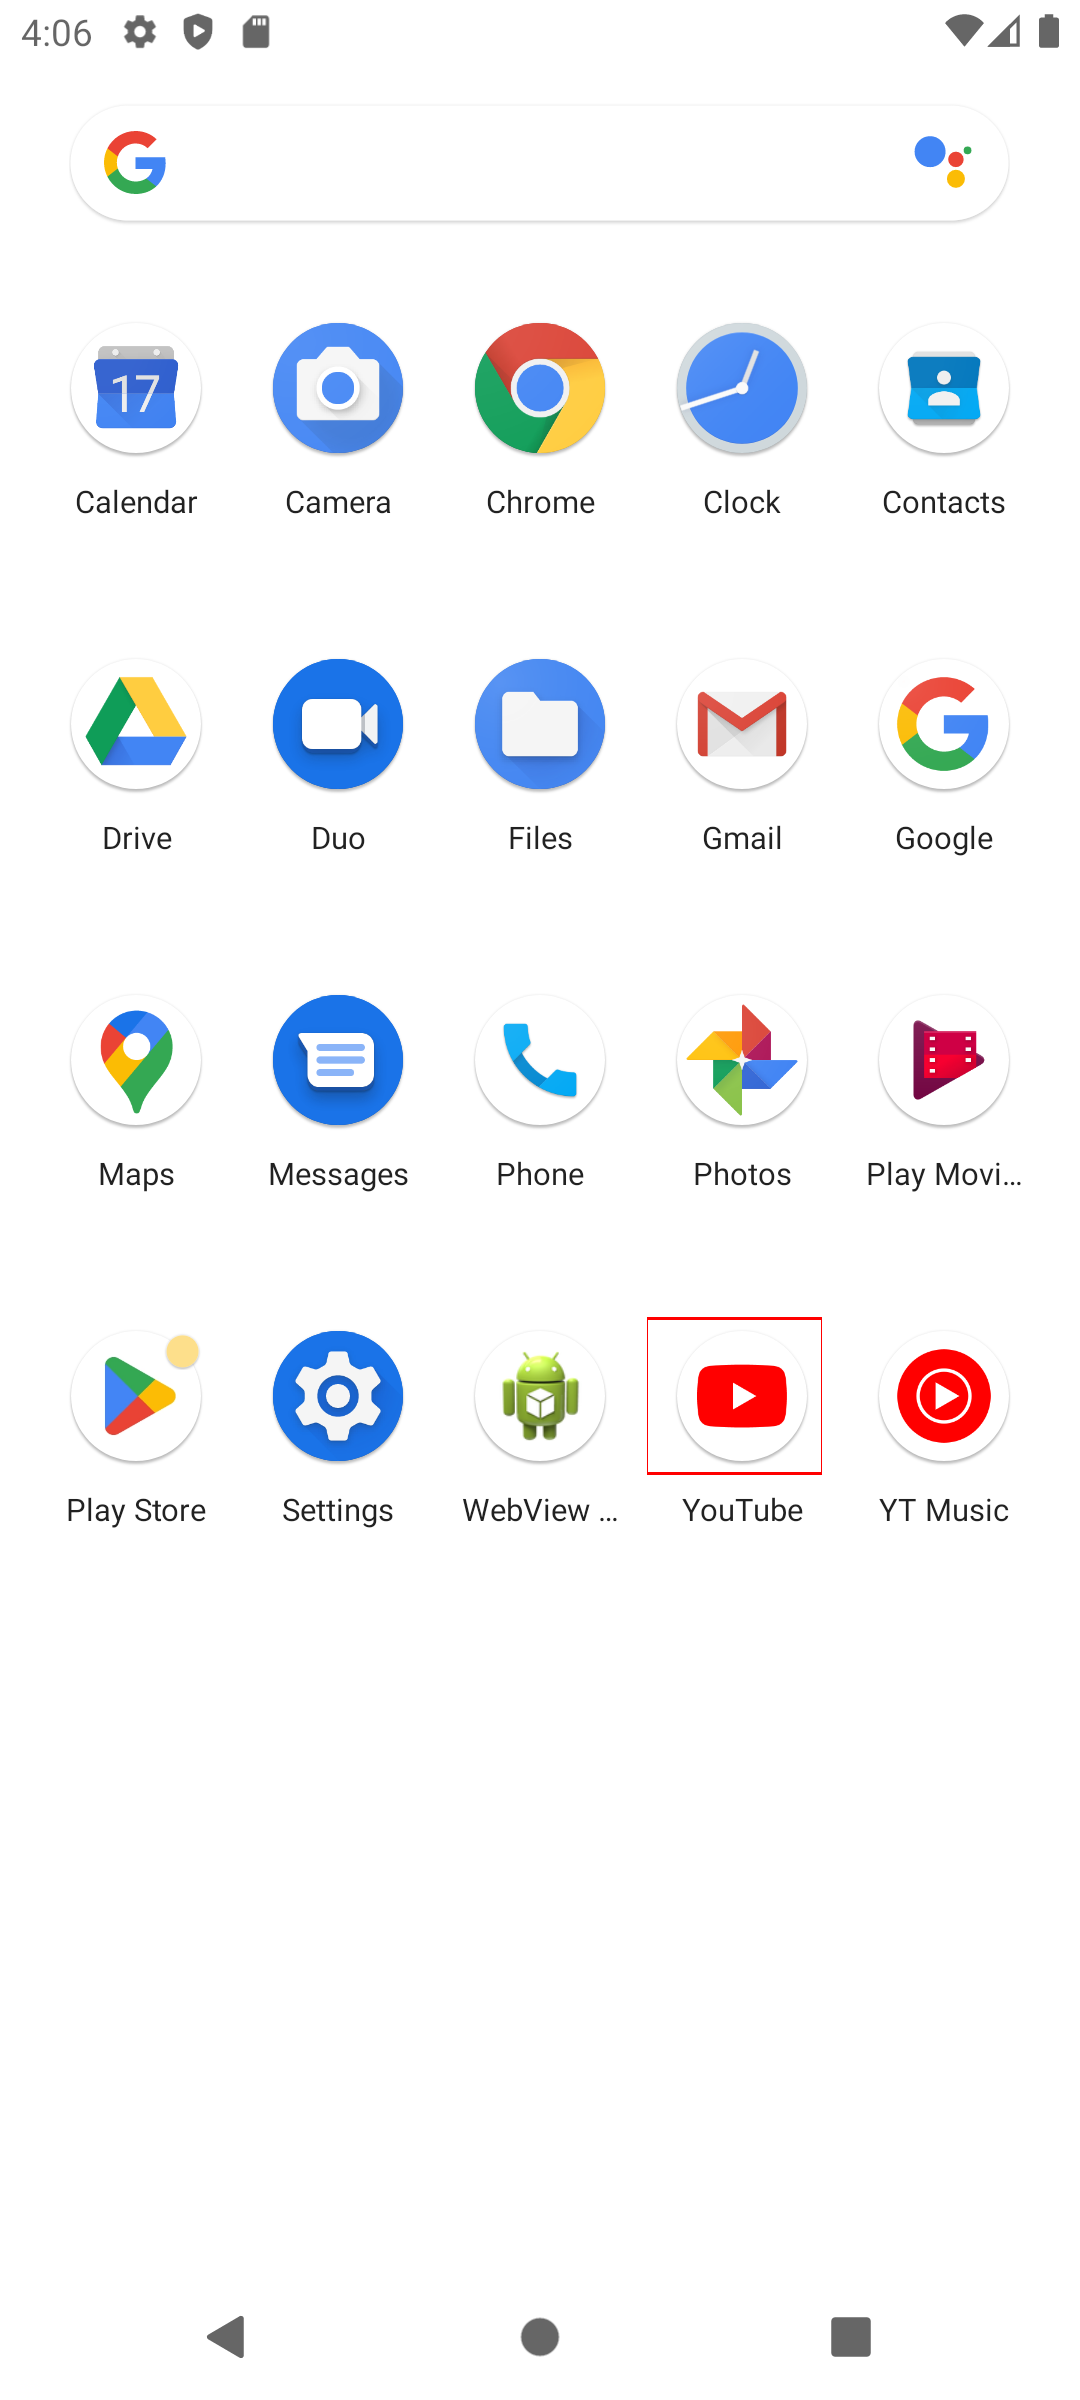 4:06
17
Calendar
Camera
Chrome
Clock
Contacts
Drive
Duo
Files
Gmail
Google
Maps
Messages
Phone
Photos
Play Movi...
Play Store
Settings
WebView ...
YouTube
YT Music